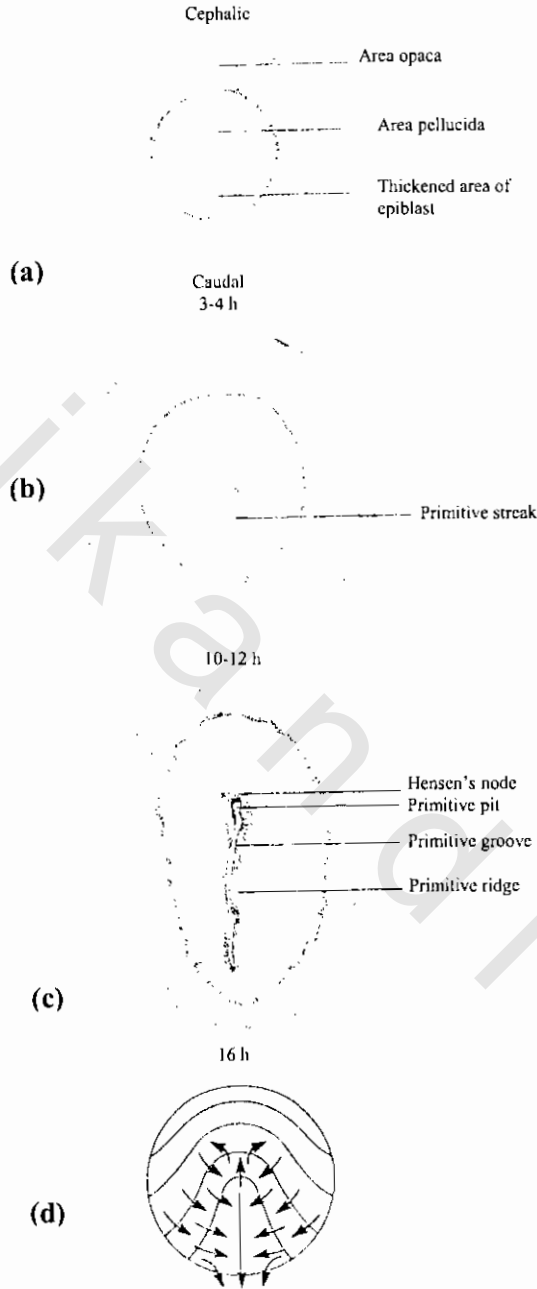 Cephalic
Area opaca
Area pellucida
Thickened area of
epiblast
(a)
Caudal
3-4 h
(b)
Primitive streak
10-12 h
Hensen's node
Primitive pit
Primitive groove
Primitive ridge
(c)
16 h
(d)
i k a n d l